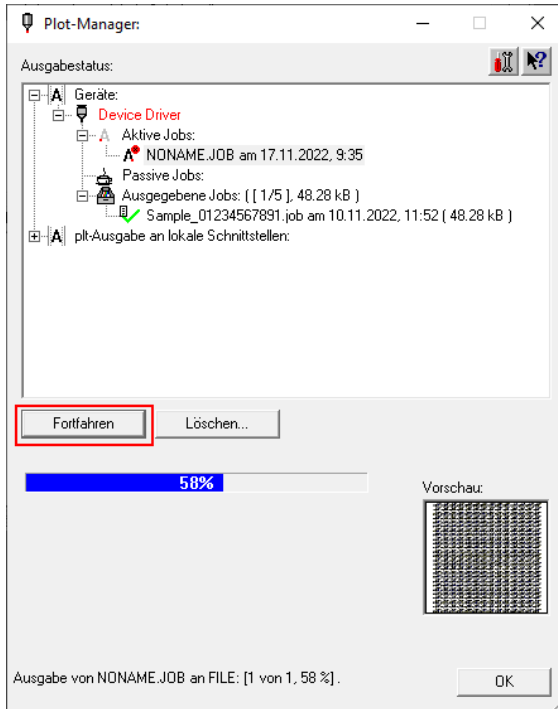 Plot-Manager:
Ausgabestatus:
Geräte:
Device Driver
Aktive Jobs:
NONAME.JOB am 17.11.2022, 9:35
Passive Jobs:
Ausgegebene Jobs: ( [ 1/5 ], 48.28 kB )
Sample_01234567891.job am 10.11.2022, 11:52 ( 48.28 kB )
plt-Ausgabe an lokale Schnittstellen:
Fortfahren Löschen...
58%
Vorschau:
Ausgabe von NONAME.JOB an FILE: [1 von 1, 58 %] .
OK